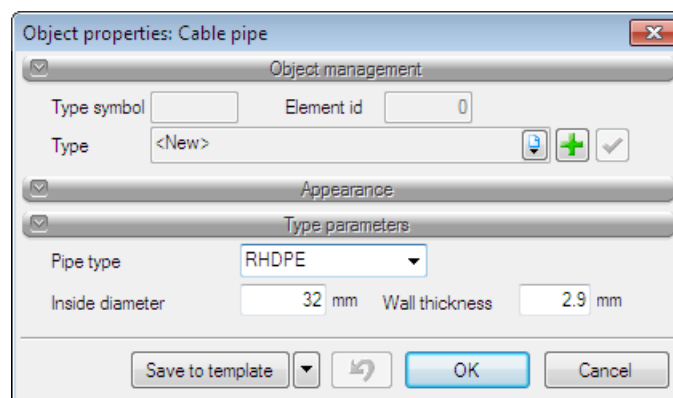 Object properties: Cable pipe
Object management
Type symbol Element id 0
Type <New>
Appearance
Type parameters
Pipe type RHDPE
Inside diameter 32 mm Wall thickness 2.9 mm
Save to template OK Cancel